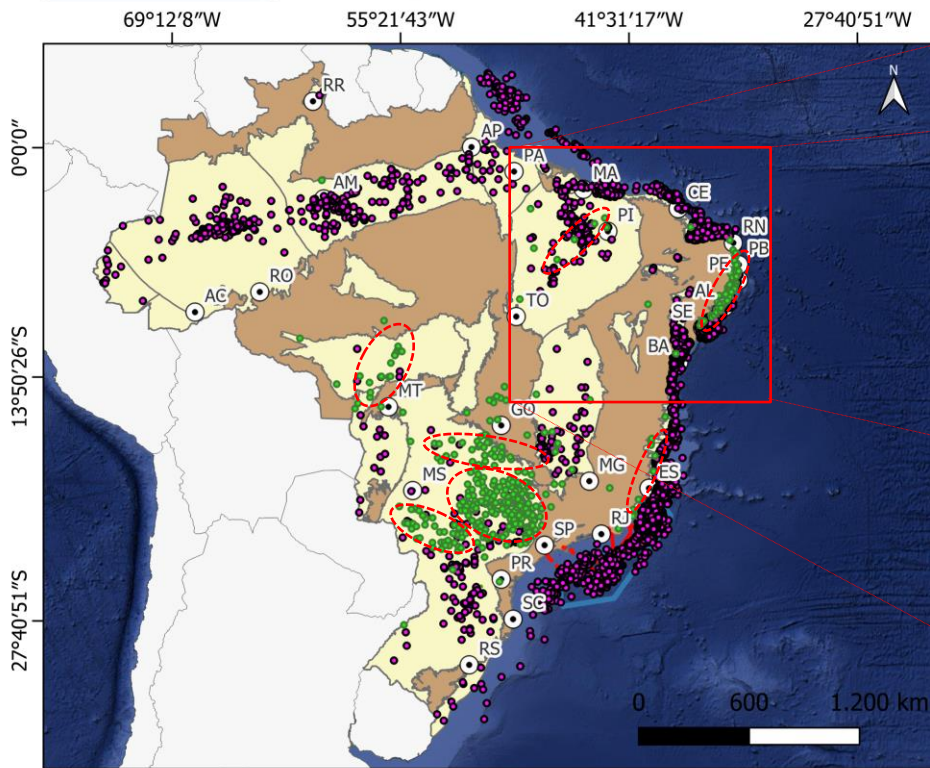 69°12′8″W 55°21′43″W 41°31′17″W 27°40′51″W
N
RR
0°0′0″
AP
PA
AM
MA
CE
PI
RN
PB
PE
RO
AC
TO
AL
SE
BA
13°50′26″S
MT
GO
MS
MG
ES
SP
RJ
PR
27°40′51″S
SC
RS
0 600 1.200 km